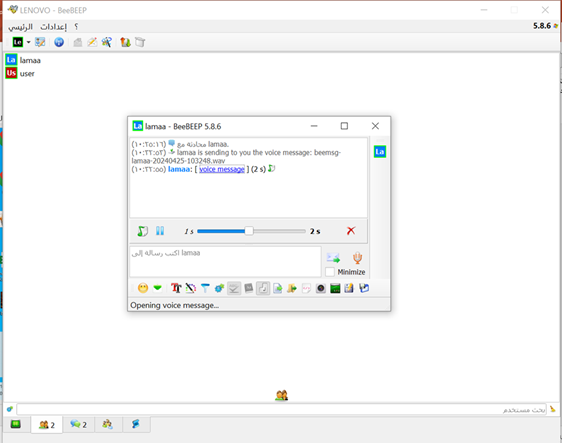 LENOVO - BeeBEEP
الرئيسي إعدادات ؟
5.8.6
Le
La lamaa
Us user
La lamaa - BeeBEEP 5.8.6
(١٠:٢٥:١٦) محادثة مع lamaa.
(١٠:٣٢:٥٣) lamaa is sending to you the voice message: beemsg-
lamaa-20240425-103248.wav
(١٠:٣٢:٥٥) lamaa: [ voice message ] (2 s)
La
1 s
2 s
اكتب رسالة إلى lamaa
Minimize
Opening voice message...
بحث مستخدم
2
2